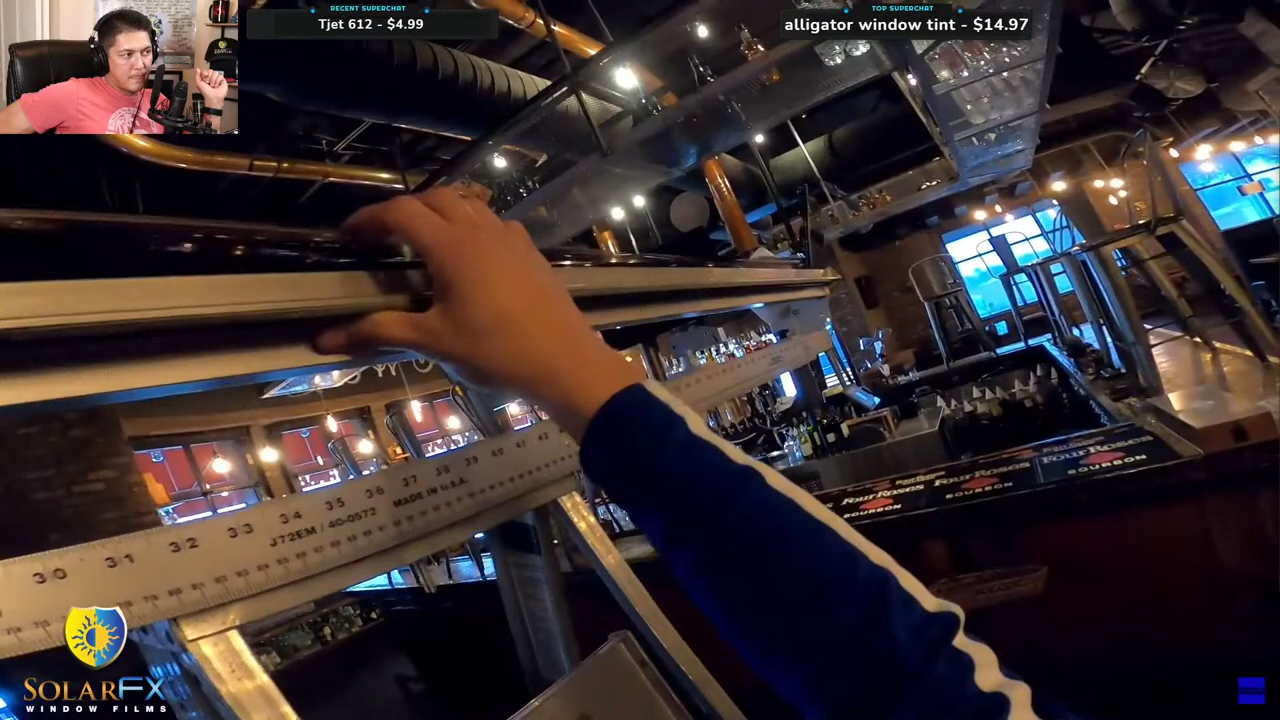 RECENT SUPERCHAT
Tjet 612 - $4.99
TOP SUPERCHAT
alligator window tint - $14.97
30 31 32 33 34 35 36 37 38 39 40 41 42
J72EM / 40-0572 MADE IN U.S.A.
FOUR ROSES
BOURBON
FOUR ROSES
BOURBON
FOUR ROSES
BOURBON
SOLARFX
WINDOW FILMS